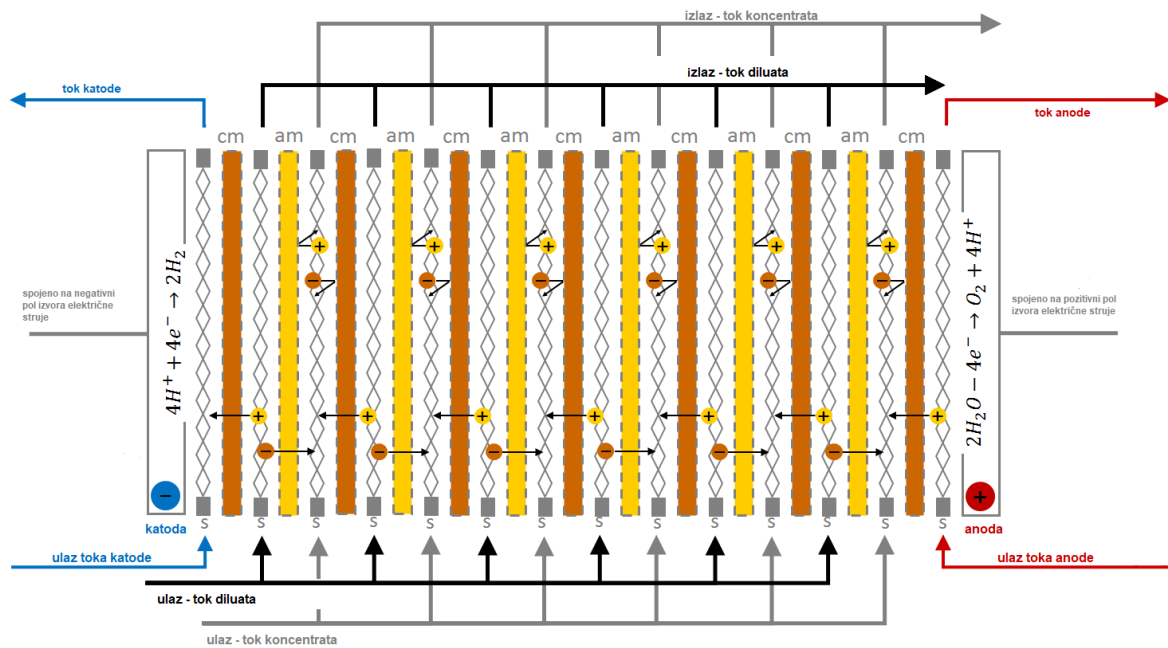 izlaz - tok koncentrata
izlaz - tok diluata
tok katode
tok anode
cm am cm am cm am cm am cm am cm am cm
4H⁺ + 4e⁻ → 2H₂
2H₂O − 4e⁻ → O₂ + 4H⁺
+ + + + + +
− − − − − −
spojeno na negativni
pol izvora električne
struje
spojeno na pozitivni pol
izvora električne struje
+ + + + + + +
− − − − − −
−
+
katoda
s s s s s s s s s s s s s s
anoda
ulaz toka katode
ulaz toka anode
ulaz - tok diluata
ulaz - tok koncentrata